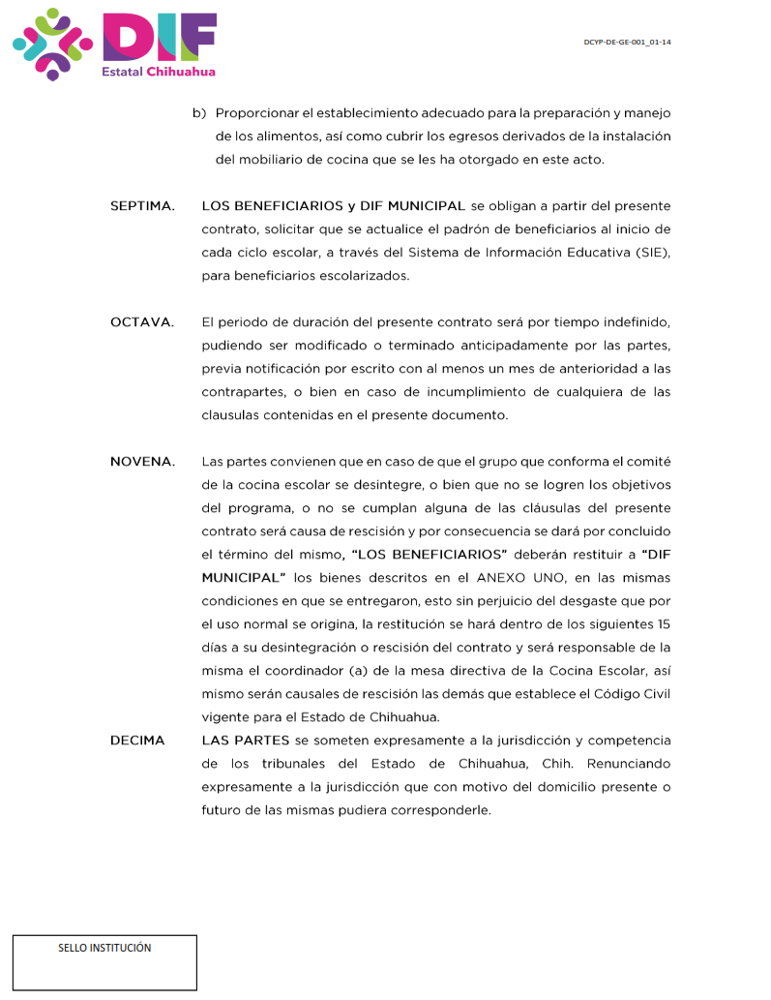 DIF
Estatal Chihuahua
DCYP-DE-GE-001_01-14
b) Proporcionar el establecimiento adecuado para la preparación y manejo
de los alimentos, así como cubrir los egresos derivados de la instalación
del mobiliario de cocina que se les ha otorgado en este acto.
SEPTIMA. LOS BENEFICIARIOS y DIF MUNICIPAL se obligan a partir del presente
contrato, solicitar que se actualice el padrón de beneficiarios al inicio de
cada ciclo escolar, a través del Sistema de Información Educativa (SIE),
para beneficiarios escolarizados.
OCTAVA. El periodo de duración del presente contrato será por tiempo indefinido,
pudiendo ser modificado o terminado anticipadamente por las partes,
previa notificación por escrito con al menos un mes de anterioridad a las
contrapartes, o bien en caso de incumplimiento de cualquiera de las
clausulas contenidas en el presente documento.
NOVENA. Las partes convienen que en caso de que el grupo que conforma el comité
de la cocina escolar se desintegre, o bien que no se logren los objetivos
del programa, o no se cumplan alguna de las cláusulas del presente
contrato será causa de rescisión y por consecuencia se dará por concluido
el término del mismo, “LOS BENEFICIARIOS” deberán restituir a “DIF
MUNICIPAL” los bienes descritos en el ANEXO UNO, en las mismas
condiciones en que se entregaron, esto sin perjuicio del desgaste que por
el uso normal se origina, la restitución se hará dentro de los siguientes 15
días a su desintegración o rescisión del contrato y será responsable de la
misma el coordinador (a) de la mesa directiva de la Cocina Escolar, así
mismo serán causales de rescisión las demás que establece el Código Civil
vigente para el Estado de Chihuahua.
DECIMA LAS PARTES se someten expresamente a la jurisdicción y competencia
de los tribunales del Estado de Chihuahua, Chih. Renunciando
expresamente a la jurisdicción que con motivo del domicilio presente o
futuro de las mismas pudiera corresponderle.
SELLO INSTITUCIÓN